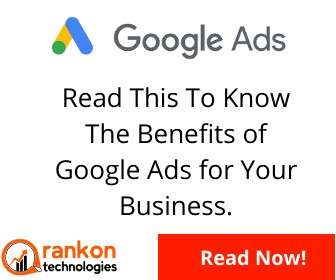 Google Ads
Read This To Know
The Benefits of
Google Ads for Your
Business.
rankon
technologies
Read Now!